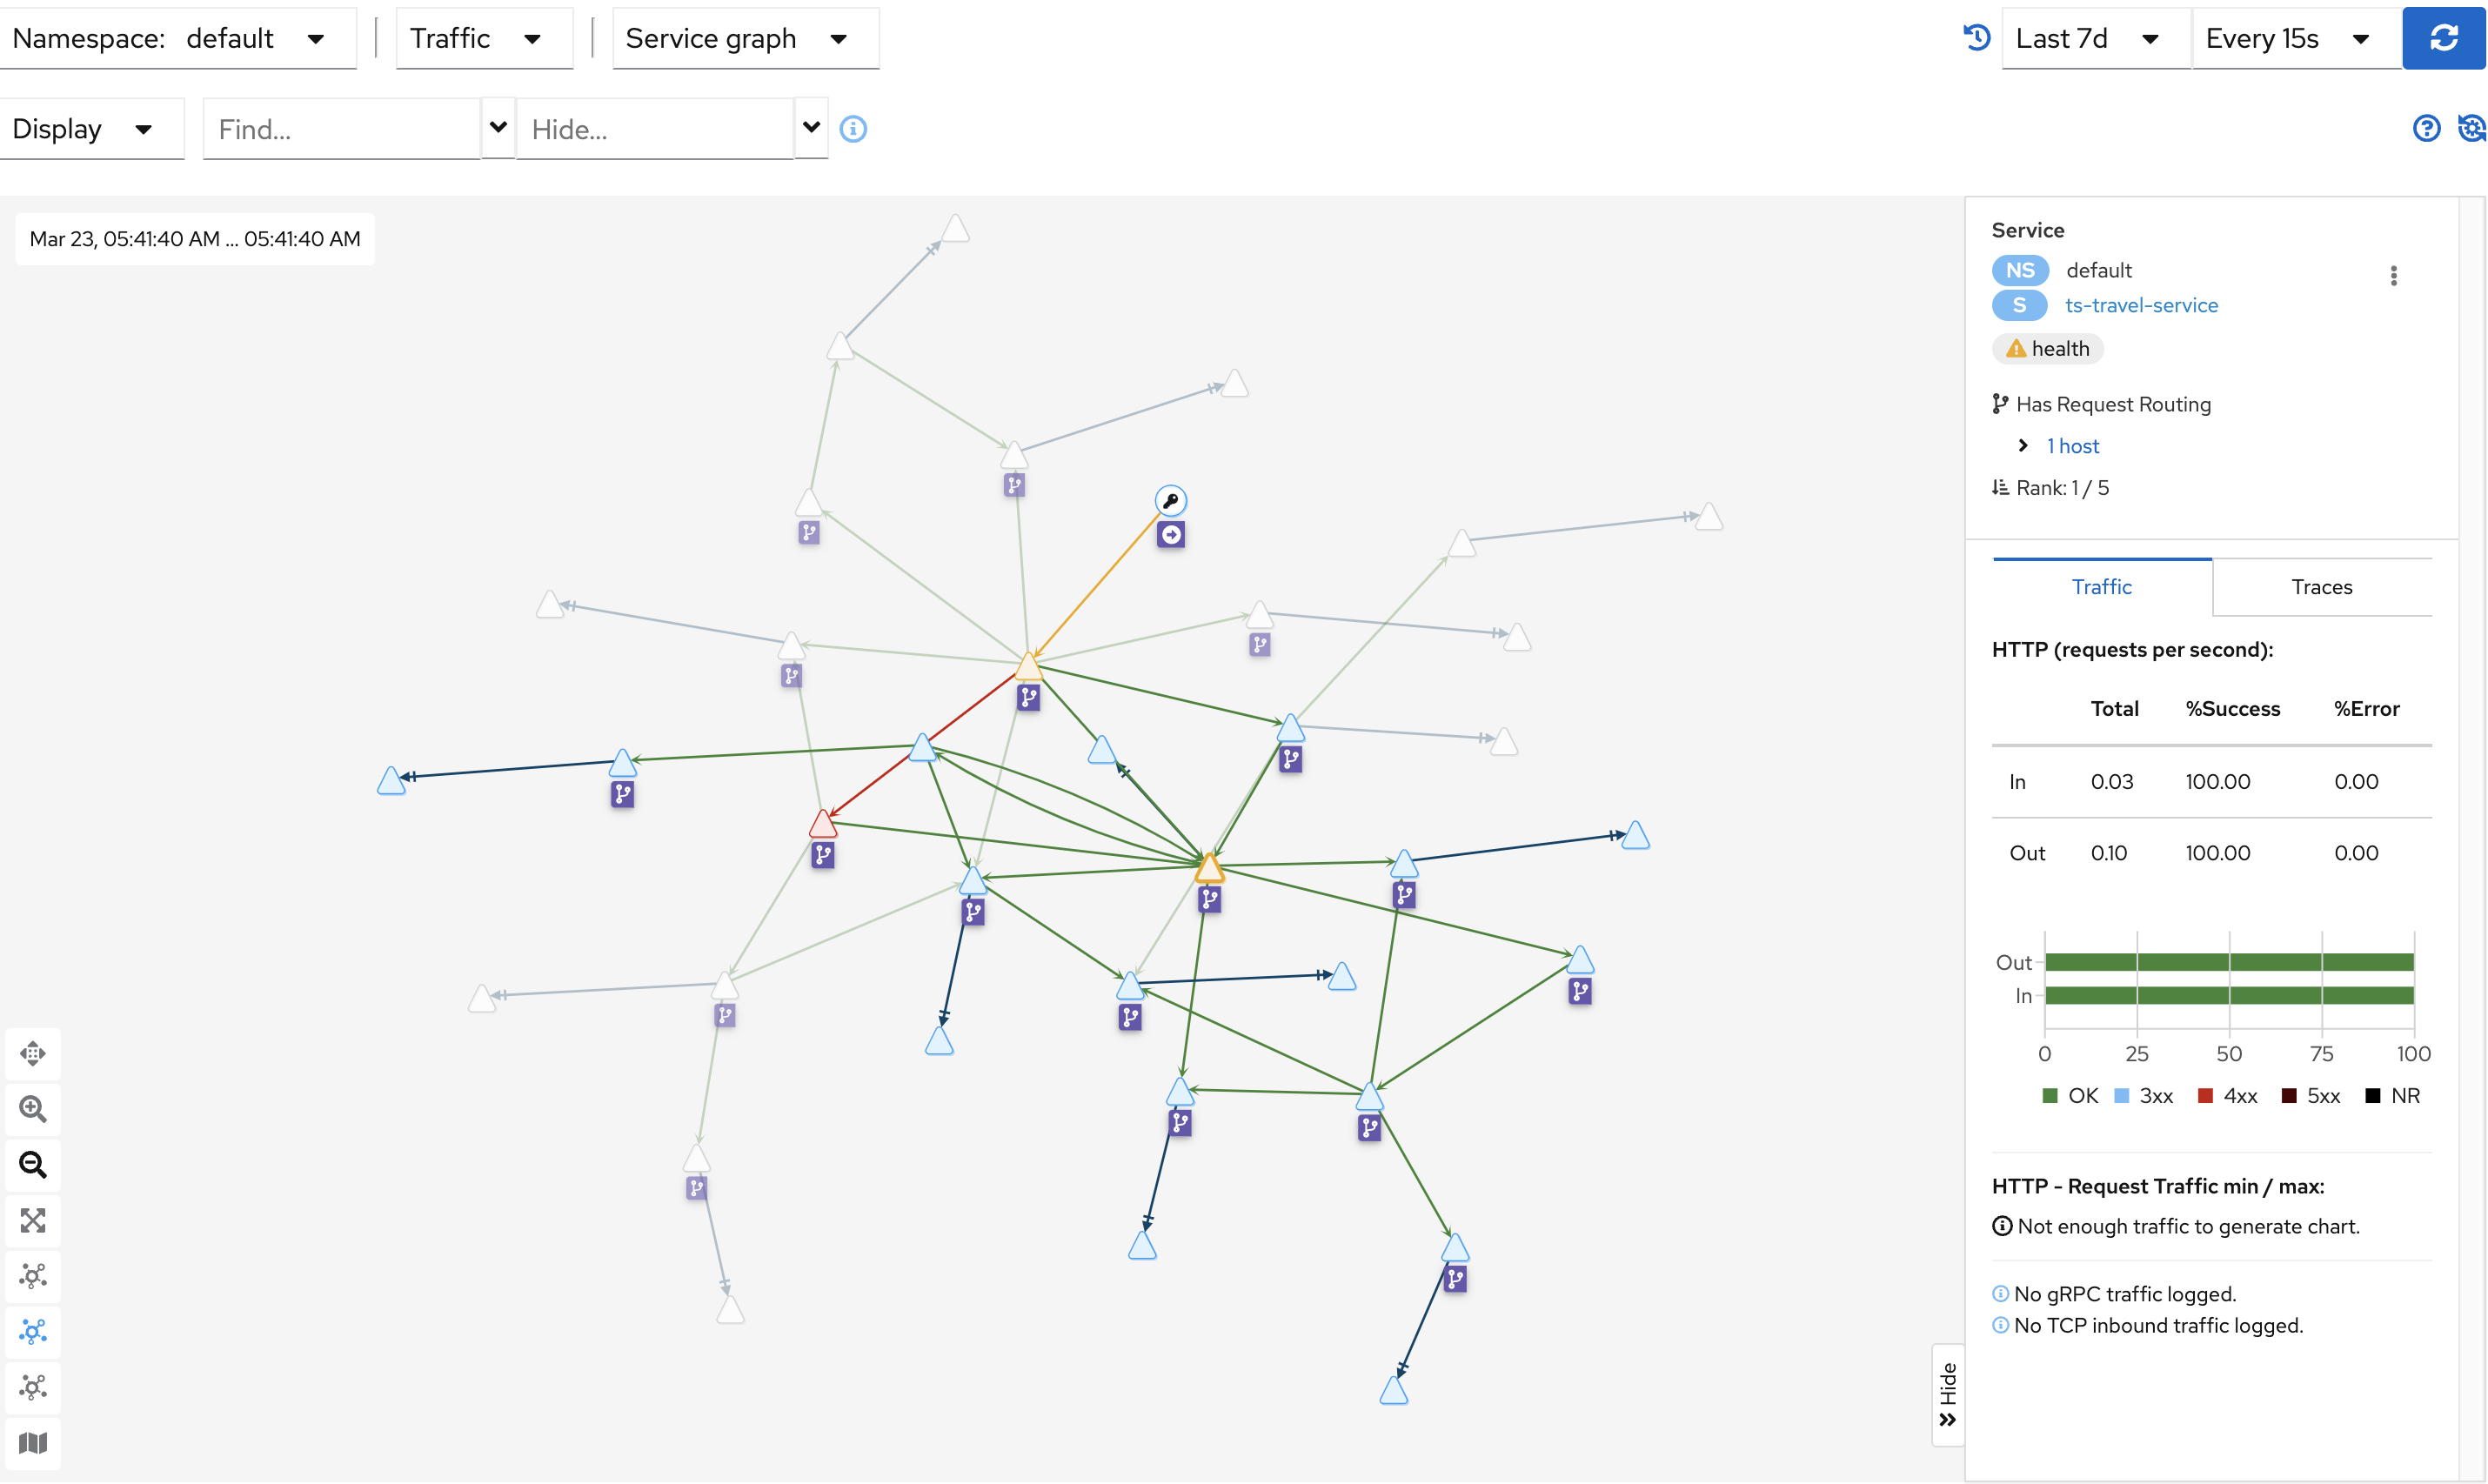 Namespace: default
Traffic
Service graph
Last 7d
Every 15s
Display
Find...
Hide...
Mar 23, 05:41:40 AM ... 05:41:40 AM
Service
NS default
S ts-travel-service
health
Has Request Routing
1 host
Rank: 1 / 5
Traffic
Traces
HTTP (requests per second):
Total %Success %Error
In 0.03 100.00 0.00
Out 0.10 100.00 0.00
Out
In
0 25 50 75 100
OK 3xx 4xx 5xx NR
HTTP - Request Traffic min / max:
Not enough traffic to generate chart.
No gRPC traffic logged.
No TCP inbound traffic logged.
Hide